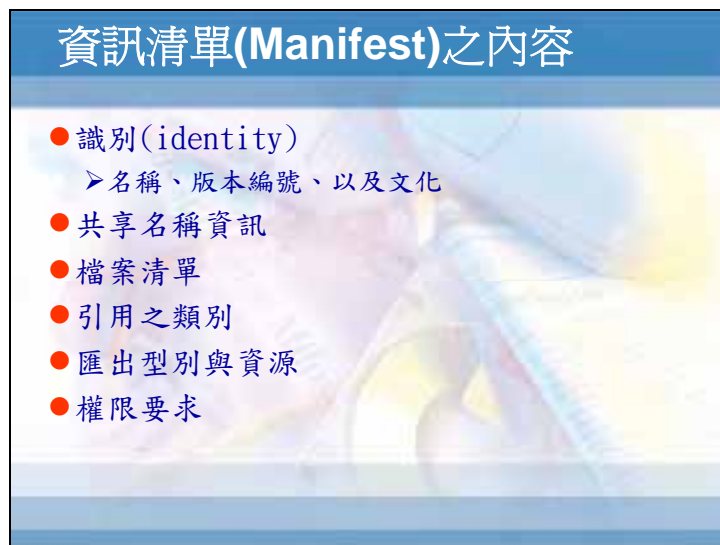 資訊清單(Manifest)之內容
●識別(identity)
➢名稱、版本編號、以及文化
●共享名稱資訊
●檔案清單
●引用之類別
●匯出型別與資源
●權限要求